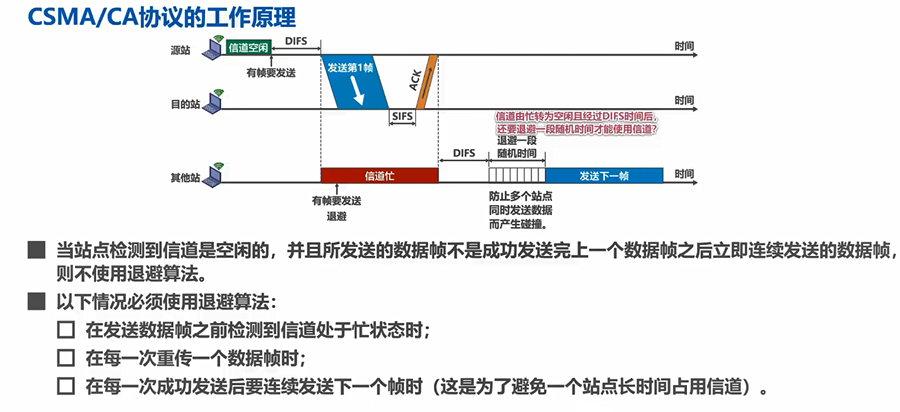 CSMA/CA协议的工作原理
源站
信道空闲
DIFS
时间
有帧要发送
发送第1帧
ACK
目的站
时间
SIFS
信道由忙转为空闲且经过DIFS时间后,
还要退避一段随机时间才能使用信道?
退避一段
随机时间
DIFS
其他站
信道忙
发送下一帧
时间
有帧要发送
退避
防止多个站点
同时发送数据
而产生碰撞。
当站点检测到信道是空闲的，并且所发送的数据帧不是成功发送完上一个数据帧之后立即连续发送的数据帧，
则不使用退避算法。
以下情况必须使用退避算法：
在发送数据帧之前检测到信道处于忙状态时；
在每一次重传一个数据帧时；
在每一次成功发送后要连续发送下一个帧时（这是为了避免一个站点长时间占用信道）。